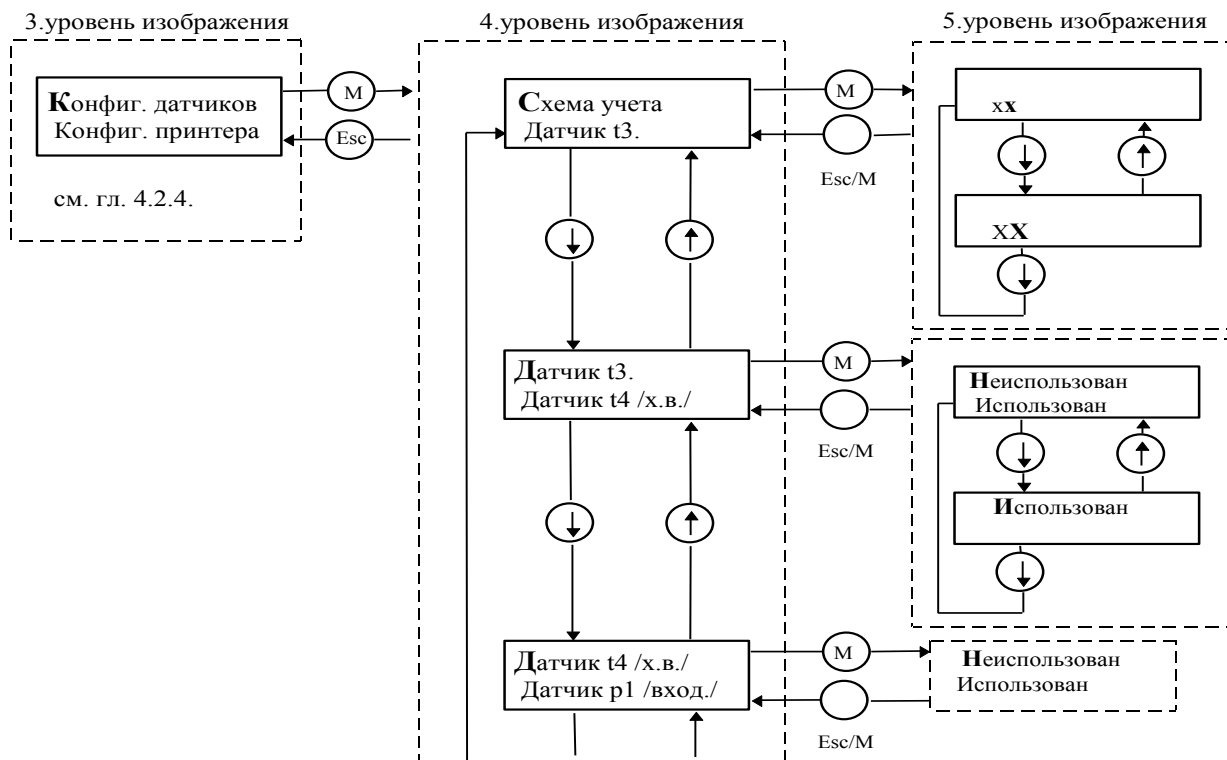 3.уровень изображения
4.уровень изображения
5.уровень изображения
Конфиг. датчиков
Конфиг. принтера
М
Esc
см. гл. 4.2.4.
Схема учета
Датчик t3.
М
Esc/M
xx
XX
Датчик t3.
Датчик t4 /х.в./
М
Esc/M
Неиспользован
Использован
Использован
Датчик t4 /х.в./
Датчик p1 /вход./
М
Esc/M
Неиспользован
Использован